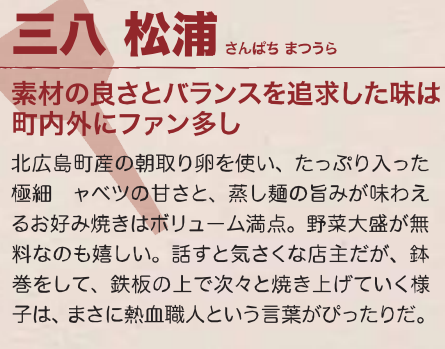 三八 松浦 さんぱち まつうら
素材の良さとバランスを追求した味は
町内外にファン多し
北広島町産の朝取り卵を使い、たっぷり入った
極細 ャベツの甘さと、蒸し麺の旨みが味わえ
るお好み焼きはボリューム満点。野菜大盛が無
料なのも嬉しい。話すと気さくな店主だが、鉢
巻をして、鉄板の上で次々と焼き上げていく様
子は、まさに熱血職人という言葉がぴったりだ。